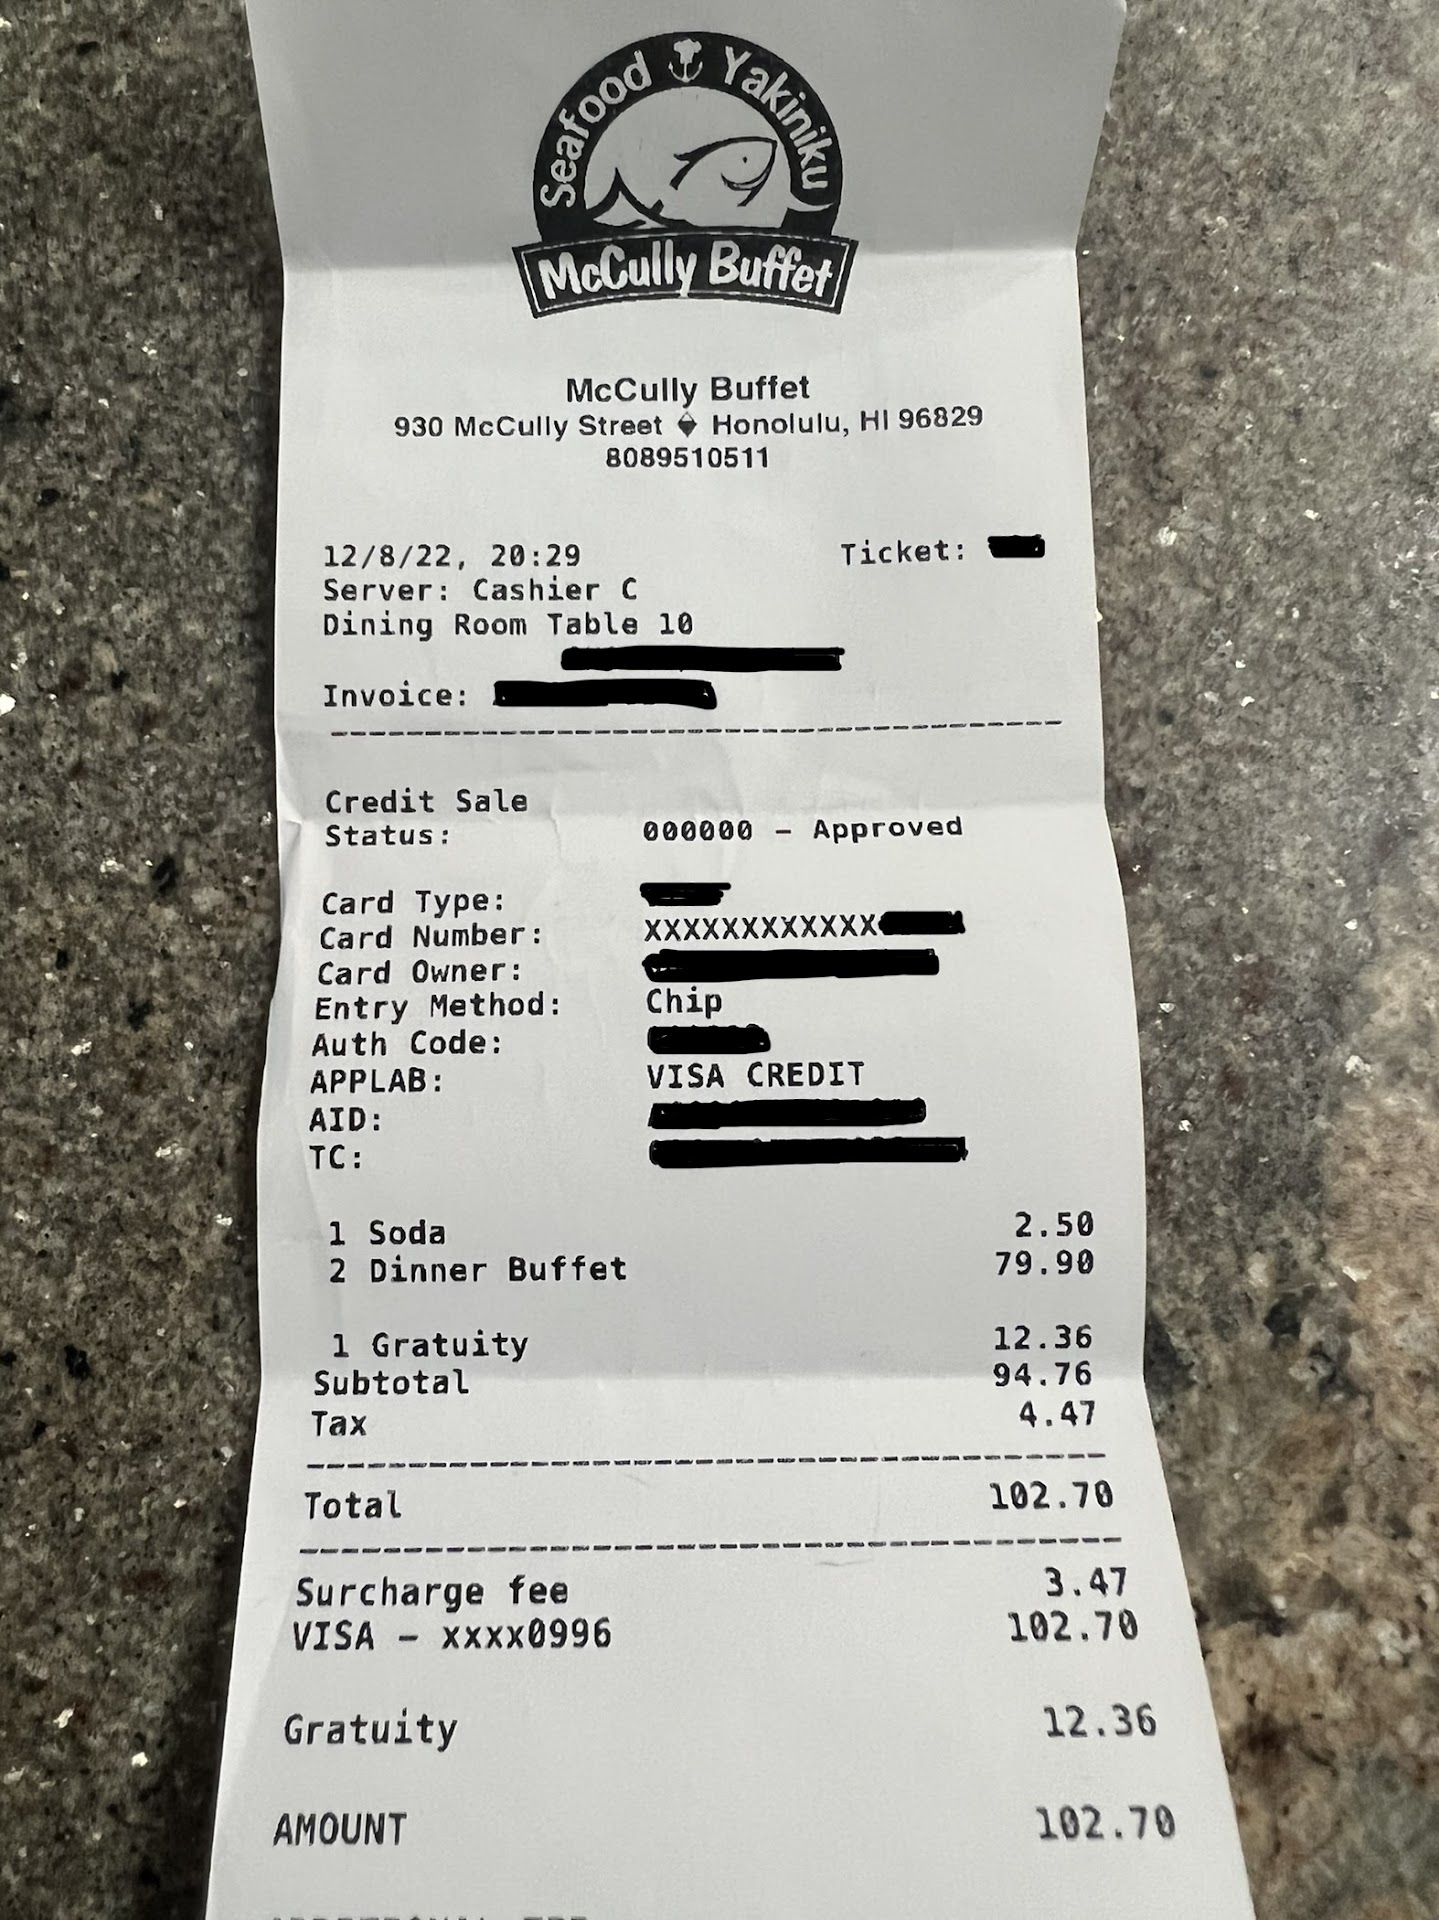 Seafood Yakiniku
McCully Buffet
McCully Buffet
930 McCully Street Honolulu, HI 96829
8089510511
12/8/22, 20:29 Ticket:
Server: Cashier C
Dining Room Table 10
Invoice:
Credit Sale
Status: 000000 - Approved
Card Type:
Card Number: XXXXXXXXXXXX
Card Owner:
Entry Method: Chip
Auth Code:
APPLAB: VISA CREDIT
AID:
TC:
1 Soda 2.50
2 Dinner Buffet 79.90
1 Gratuity 12.36
Subtotal 94.76
Tax 4.47
Total 102.70
Surcharge fee 3.47
VISA - xxxx0996 102.70
Gratuity 12.36
AMOUNT 102.70